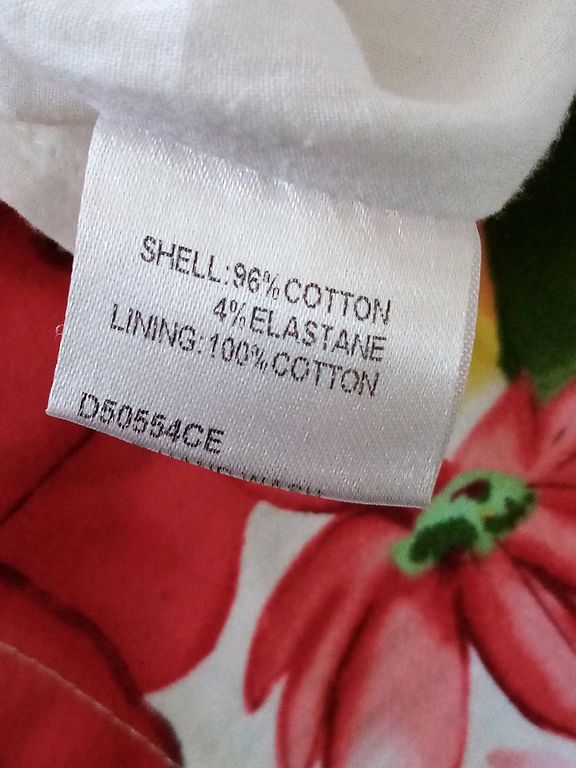 SHELL:96%COTTON
4%ELASTANE
LINING:100%COTTON
D50554CE